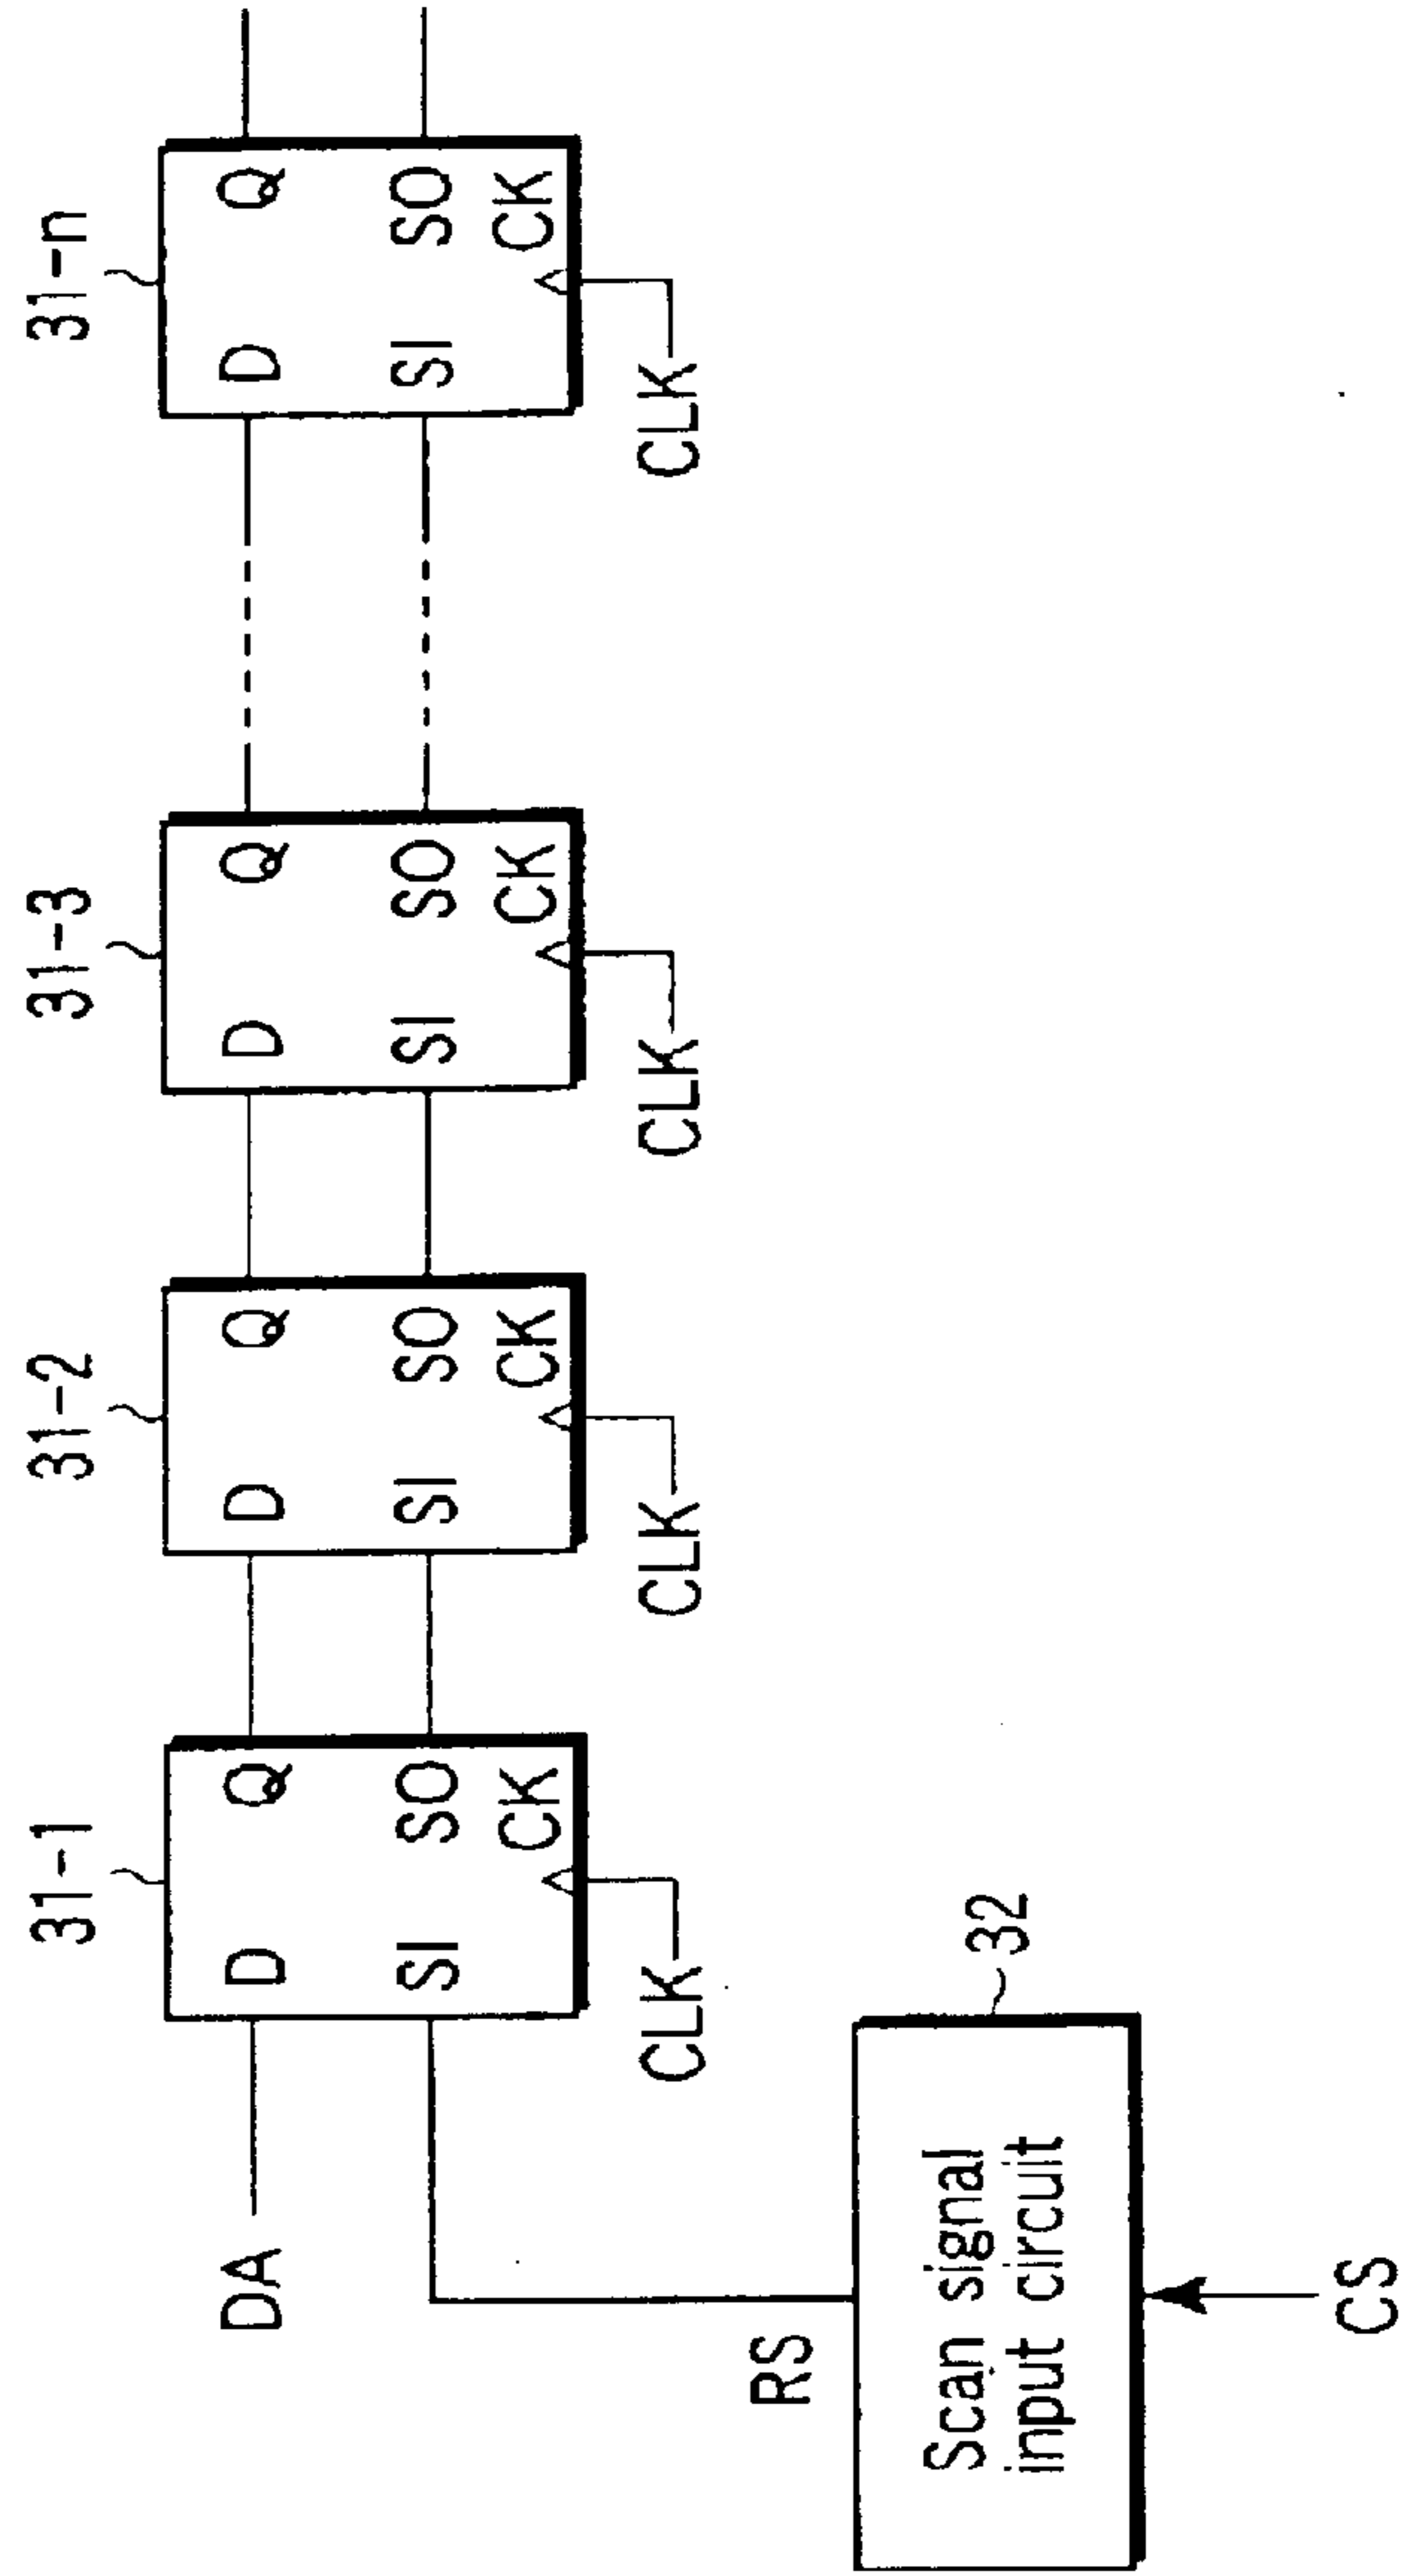 31-1
31-2
31-3
31-n
DA
D
Q
D
Q
D
Q
D
Q
SI
SO
SI
SO
SI
SO
SI
SO
CK
CK
CK
CK
CLK
CLK
CLK
CLK
RS
32
Scan signal
input circuit
CS